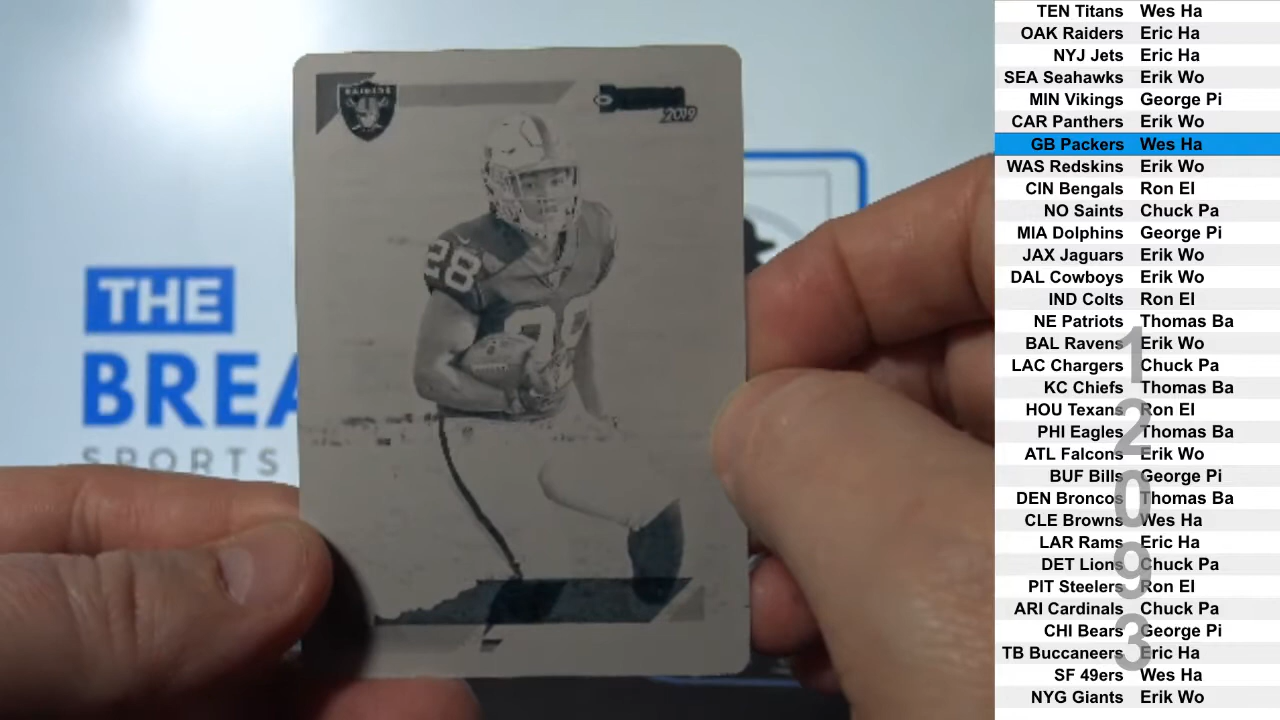 RAIDERS
2019
28
28
THE
BREA
SPORTS
TEN Titans Wes Ha
OAK Raiders Eric Ha
NYJ Jets Eric Ha
SEA Seahawks Erik Wo
MIN Vikings George Pi
CAR Panthers Erik Wo
GB Packers Wes Ha
WAS Redskins Erik Wo
CIN Bengals Ron El
NO Saints Chuck Pa
MIA Dolphins George Pi
JAX Jaguars Erik Wo
DAL Cowboys Erik Wo
IND Colts Ron El
NE Patriots Thomas Ba
BAL Ravens Erik Wo
LAC Chargers Chuck Pa
KC Chiefs Thomas Ba
HOU Texans Ron El
PHI Eagles Thomas Ba
ATL Falcons Erik Wo
BUF Bills George Pi
DEN Broncos Thomas Ba
CLE Browns Wes Ha
LAR Rams Eric Ha
DET Lions Chuck Pa
PIT Steelers Ron El
ARI Cardinals Chuck Pa
CHI Bears George Pi
TB Buccaneers Eric Ha
SF 49ers Wes Ha
NYG Giants Erik Wo
12093